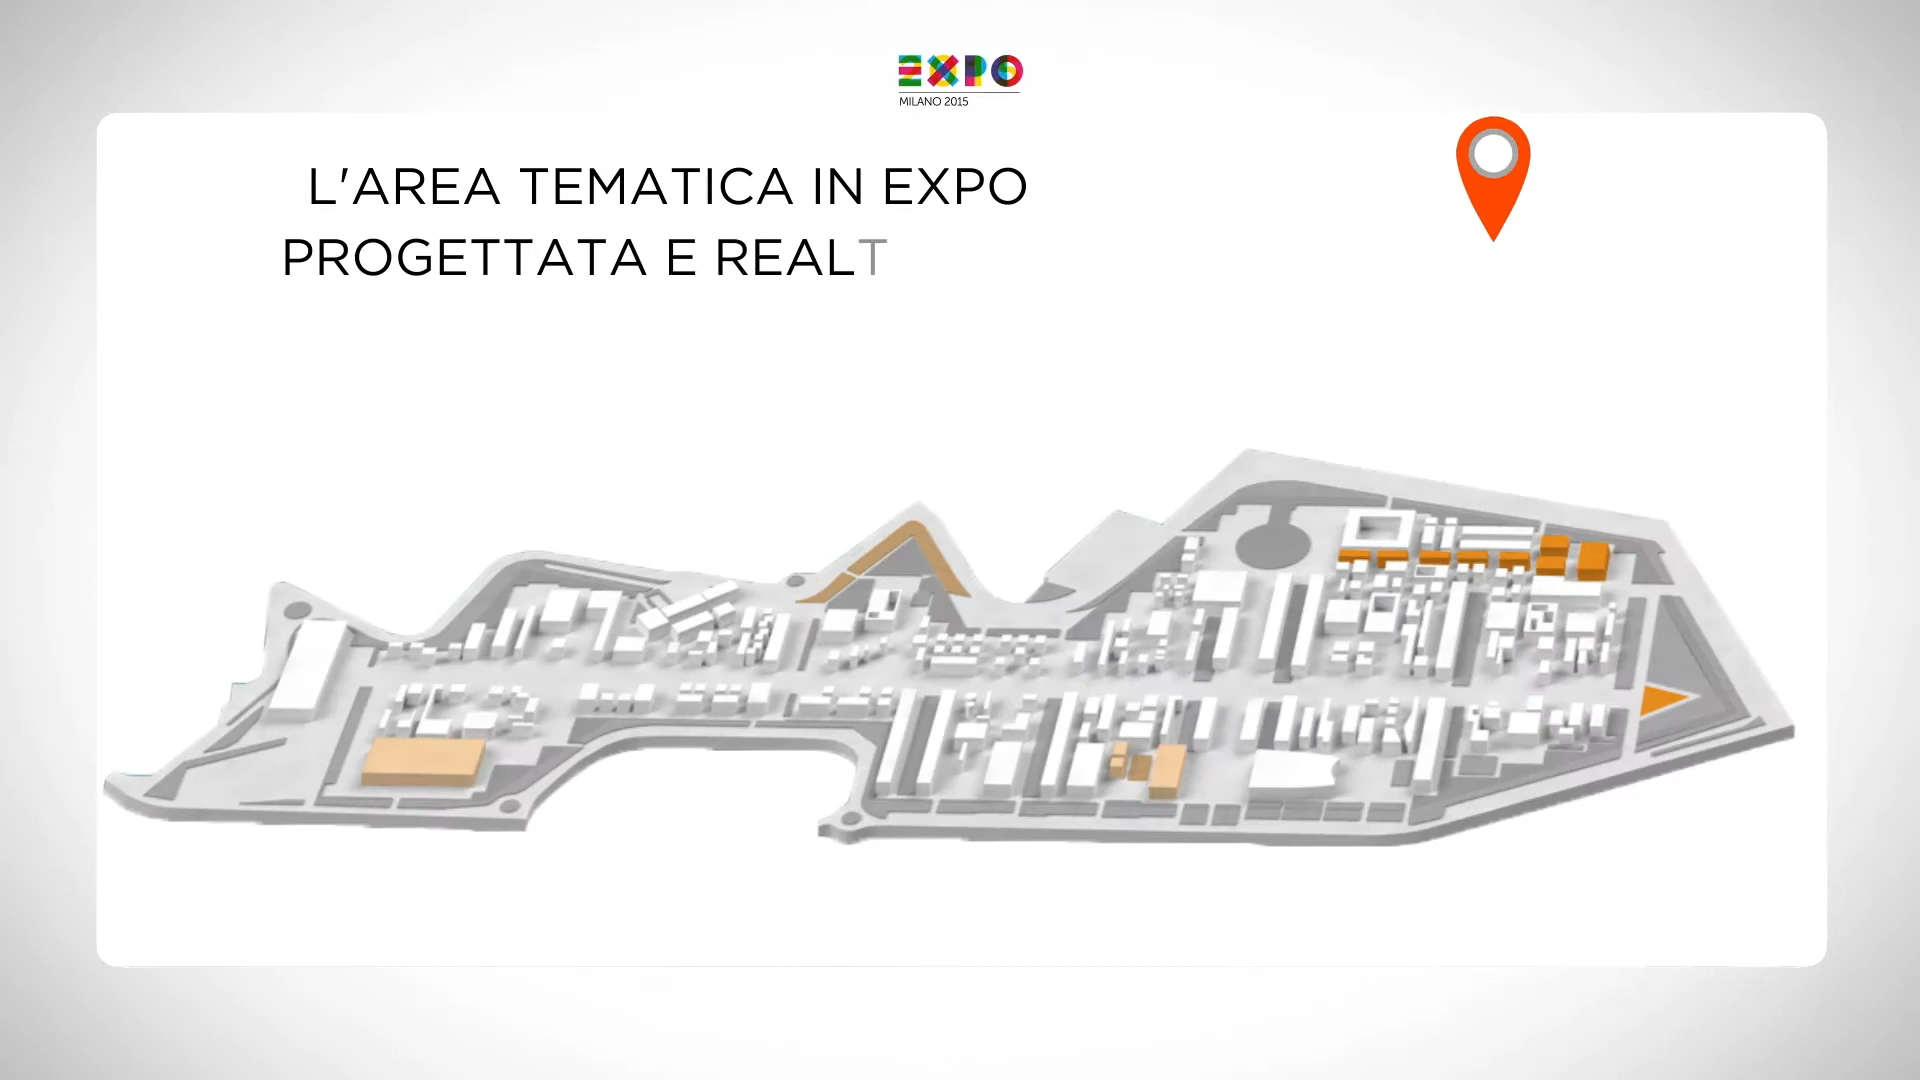 EXPO
MILANO 2015
L'AREA TEMATICA IN EXPO
PROGETTATA E REALT